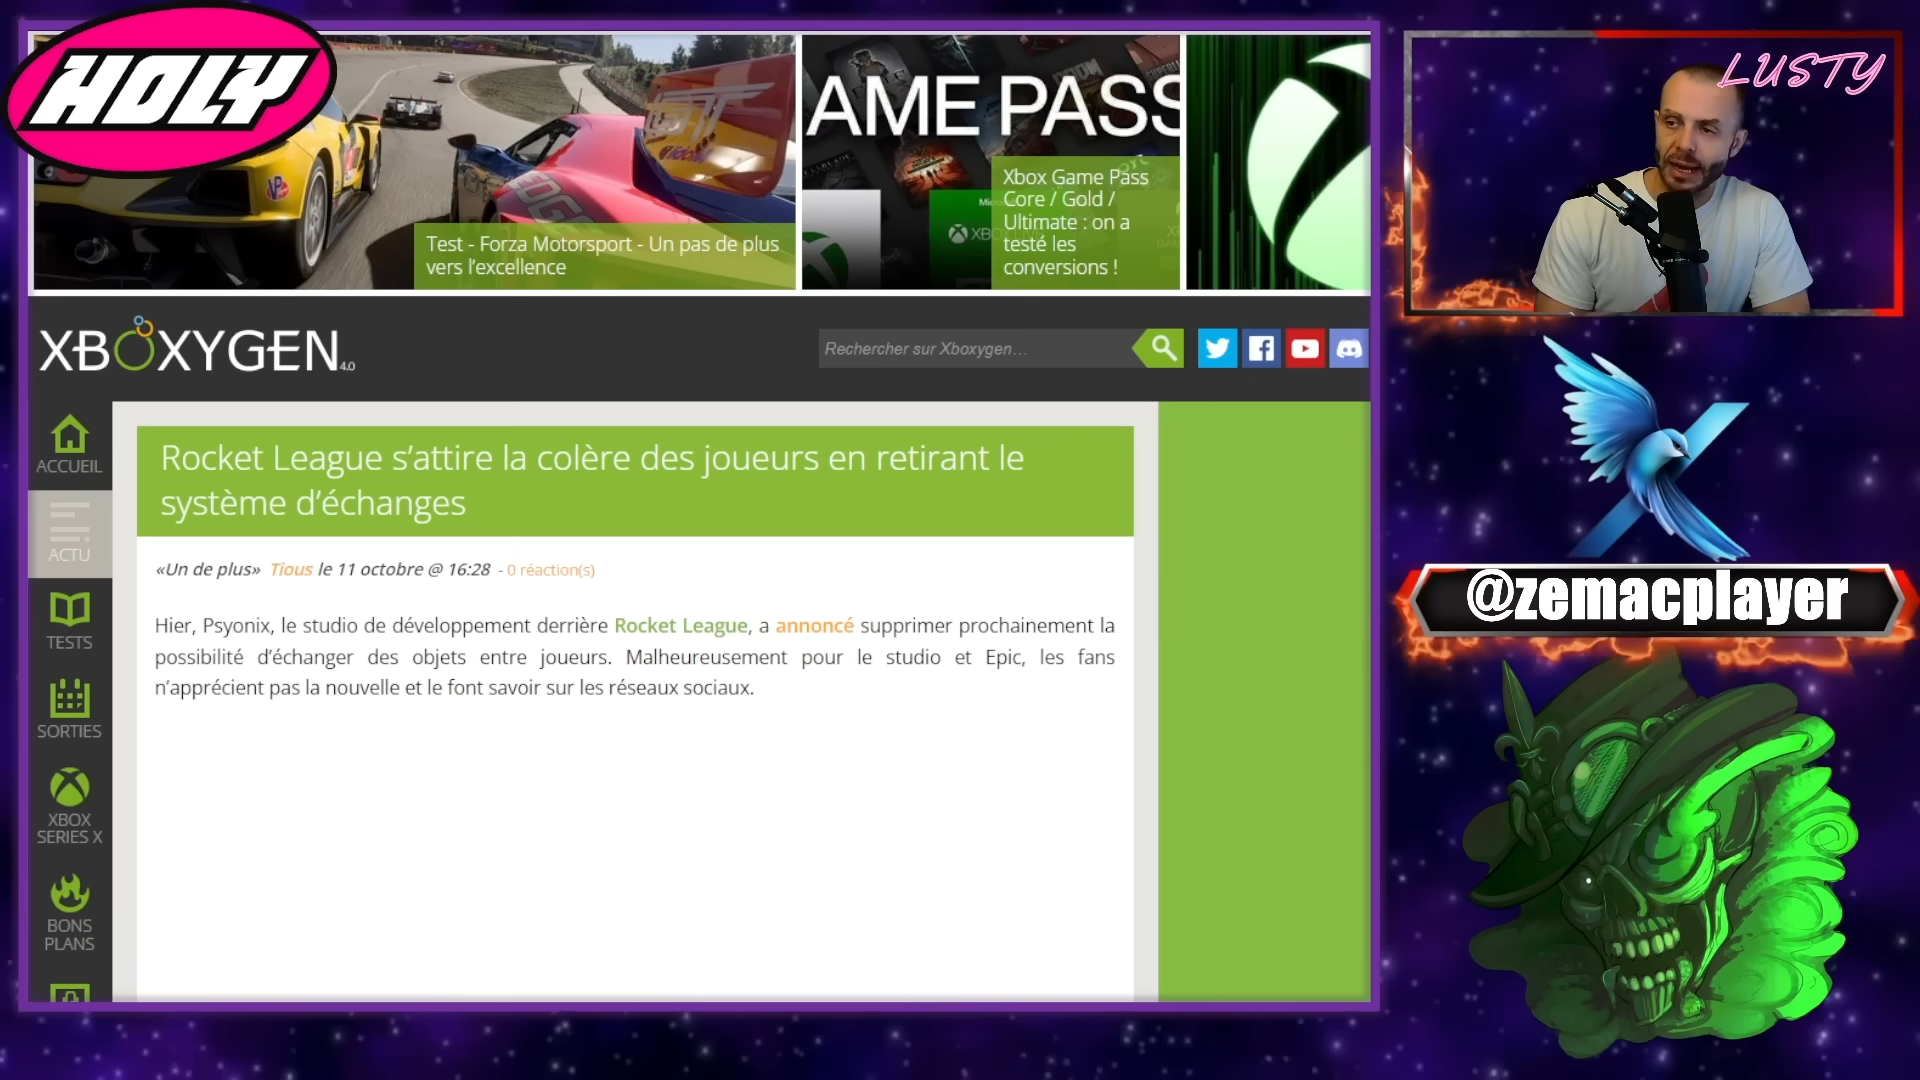 HOLY
Test - Forza Motorsport - Un pas de plus
vers l'excellence
AME PASS
Xbox Game Pass
Core / Gold /
Ultimate : on a
testé les
conversions !
LUSTY
XBOXYGEN 4.0
Rechercher sur Xboxygen...
ACCUEIL
ACTU
TESTS
SORTIES
XBOX
SERIES X
BONS
PLANS
Rocket League s'attire la colère des joueurs en retirant le
système d'échanges
«Un de plus» Tious le 11 octobre @ 16:28 - 0 réaction(s)
Hier, Psyonix, le studio de développement derrière Rocket League, a annoncé supprimer prochainement la
possibilité d'échanger des objets entre joueurs. Malheureusement pour le studio et Epic, les fans
n'apprécient pas la nouvelle et le font savoir sur les réseaux sociaux.
@zemacplayer